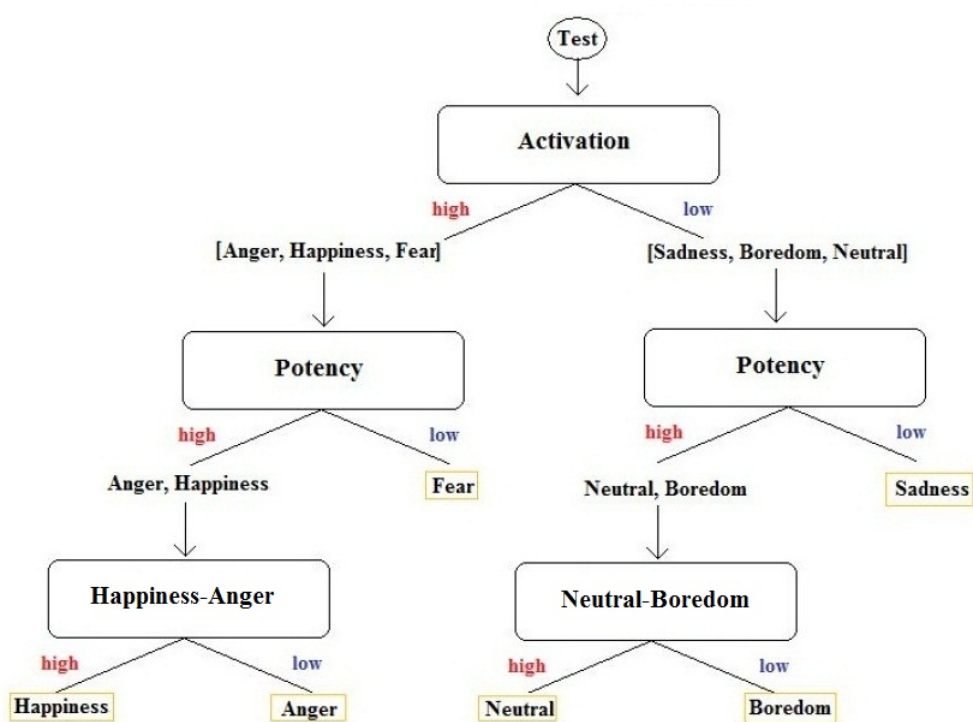 Test
Activation
high
low
[Anger, Happiness, Fear]
[Sadness, Boredom, Neutral]
Potency
Potency
high
low
high
low
Anger, Happiness
Fear
Neutral, Boredom
Sadness
Happiness-Anger
Neutral-Boredom
high
low
high
low
Happiness
Anger
Neutral
Boredom